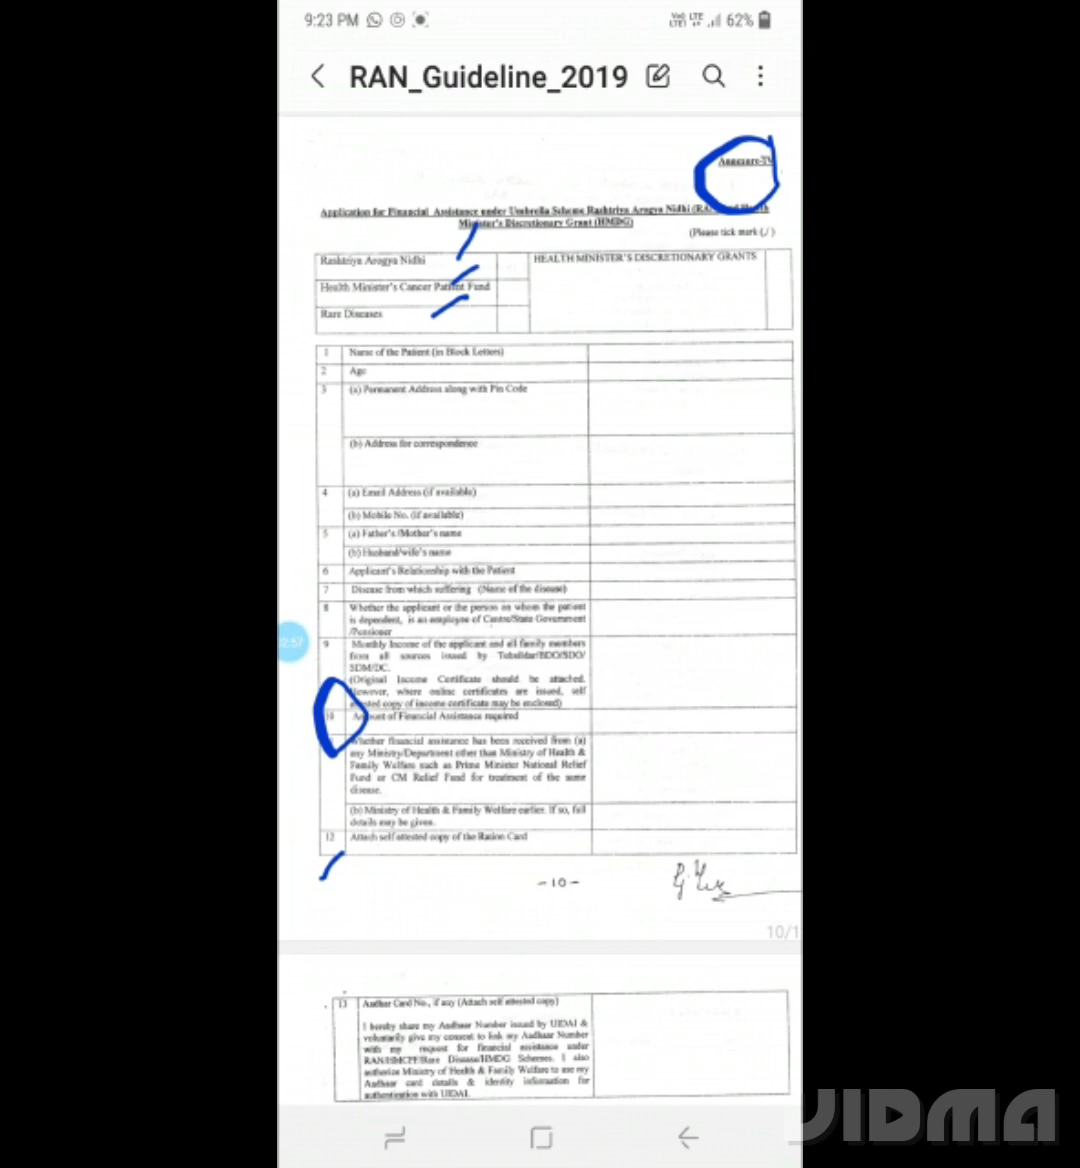 9:23 PM
62%
RAN_Guideline_2019
Annexure-IV
Application for Financial Assistance under Umbrella Scheme Rashtriya Arogya Nidhi (RAN) and Health
Minister's Discretionary Grant (HMDG)
(Please tick mark (✓)
Rashtriya Arogya Nidhi
HEALTH MINISTER'S DISCRETIONARY GRANTS
Health Minister's Cancer Patient Fund
Rare Diseases
1 Name of the Patient (in Block Letters)
2 Age
3 (a) Permanent Address along with Pin Code
(b) Address for correspondence
4 (a) Email Address (if available)
(b) Mobile No. (if available)
5 (a) Father's /Mother's name
(b) Husband/wife's name
6 Applicant's Relationship with the Patient
7 Disease from which suffering (Name of the disease)
8 Whether the applicant or the person on whom the patient
is dependent, is an employee of Centre/State Government
/Pensioner
02:57
9 Monthly Income of the applicant and all family members
from all sources issued by Tehsildar/BDO/SDO/
SDM/DC.
(Original Income Certificate should be attached.
However, where online certificates are issued, self
attested copy of income certificate may be enclosed)
10 Amount of Financial Assistance required
Whether financial assistance has been received from (a)
any Ministry/Department other than Ministry of Health &
Family Welfare such as Prime Minister National Relief
Fund or CM Relief Fund for treatment of the same
disease.
(b) Ministry of Health & Family Welfare earlier. If so, full
details may be given.
12 Attach self attested copy of the Ration Card
-10-
10/1
13 Aadhar Card No., if any (Attach self attested copy)
I hereby share my Aadhaar Number issued by UIDAI &
voluntarily give my consent to link my Aadhaar Number
with my request for financial assistance under
RAN/HMCPF/Rare Disease/HMDG Schemes. I also
authorize Ministry of Health & Family Welfare to use my
Aadhaar card details & identity information for
authentication with UIDAI.
VIDMA